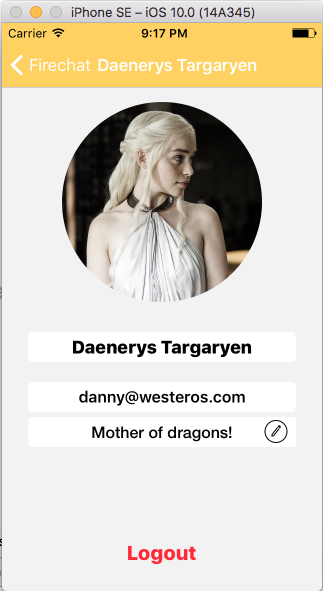 iPhone SE – iOS 10.0 (14A345)
Carrier 9:17 PM
Firechat Daenerys Targaryen
Daenerys Targaryen
danny@westeros.com
Mother of dragons!
Logout